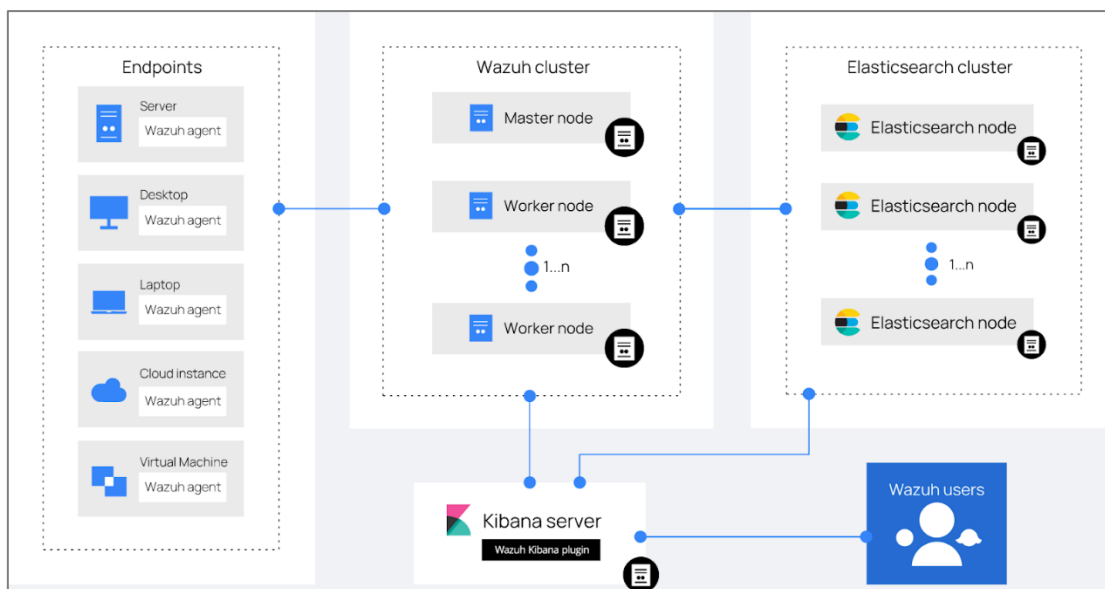 Endpoints
Server
Wazuh agent
Desktop
Wazuh agent
Laptop
Wazuh agent
Cloud instance
Wazuh agent
Virtual Machine
Wazuh agent
Wazuh cluster
Master node
Worker node
1...n
Worker node
Elasticsearch cluster
Elasticsearch node
Elasticsearch node
1...n
Elasticsearch node
Kibana server
Wazuh Kibana plugin
Wazuh users